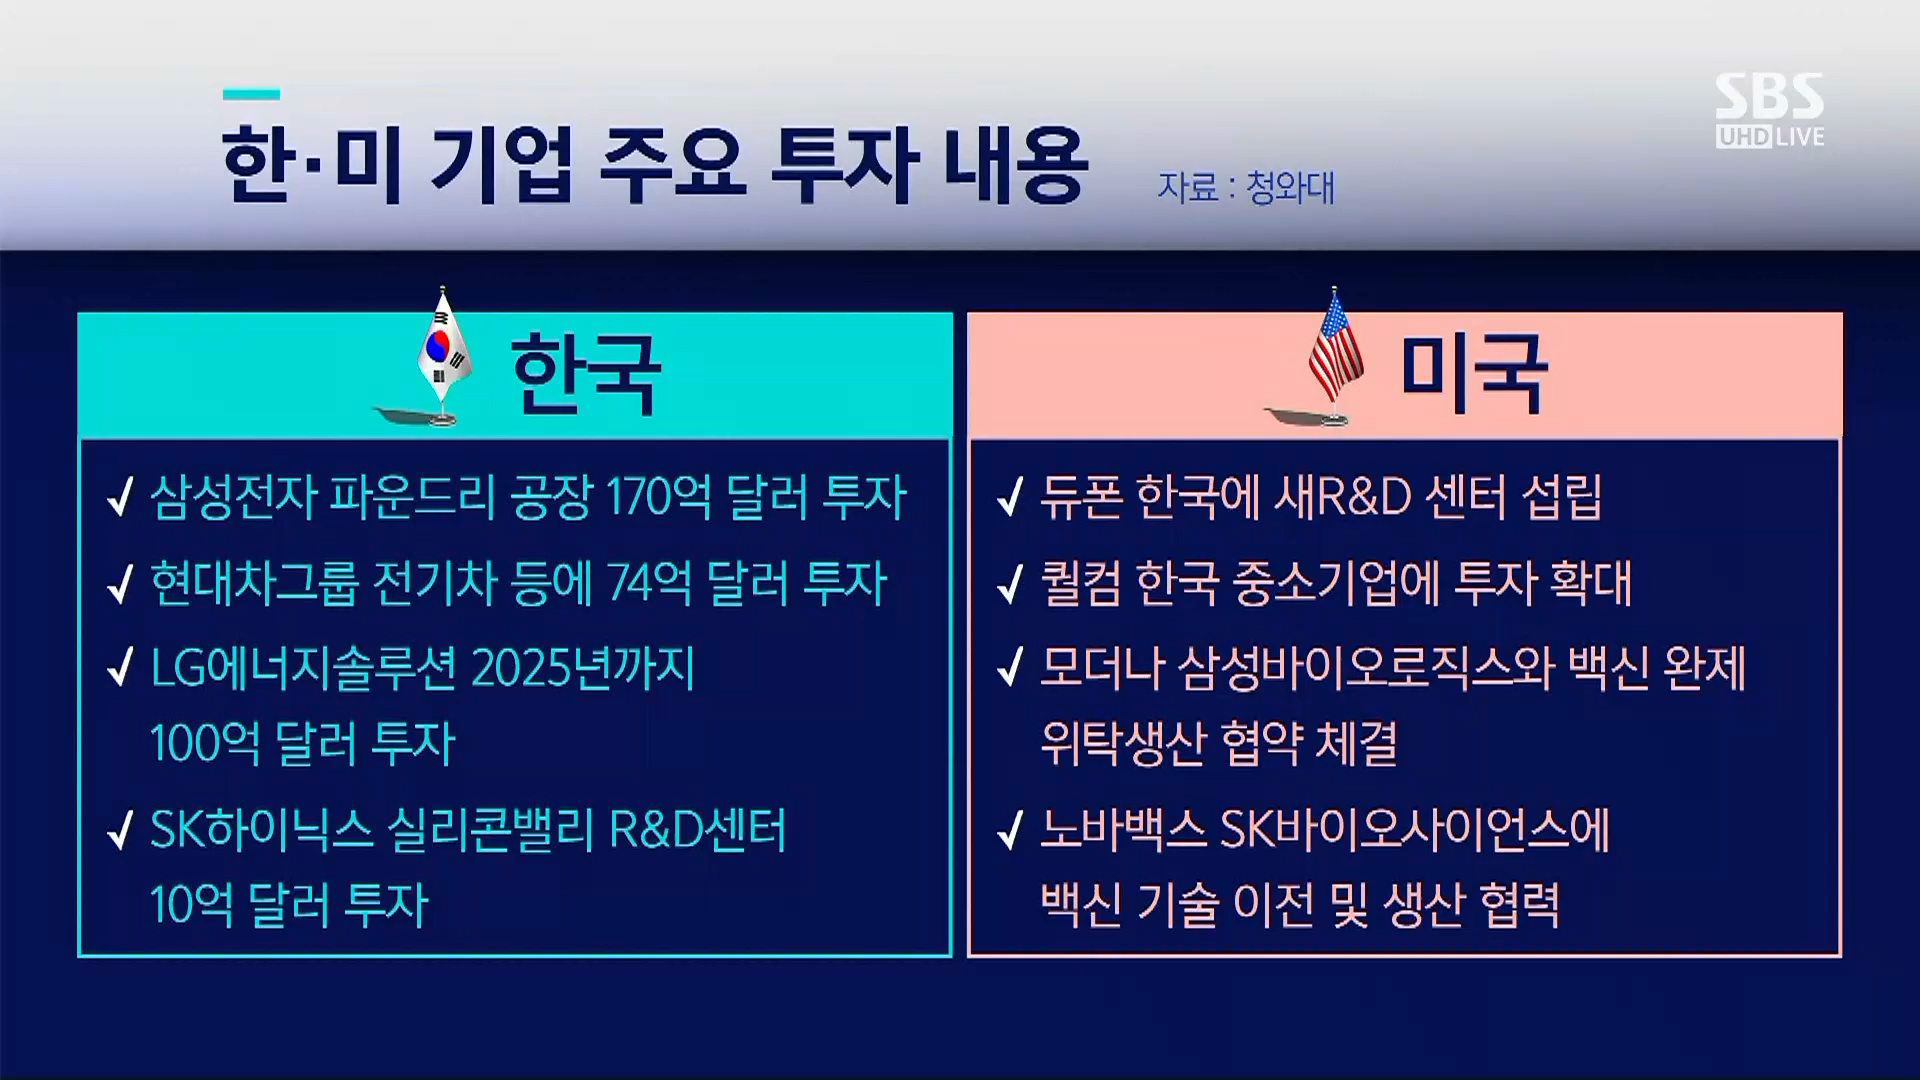 SBS
UHD LIVE
한·미 기업 주요 투자 내용
자료 : 청와대
한국
√ 삼성전자 파운드리 공장 170억 달러 투자
√ 현대차그룹 전기차 등에 74억 달러 투자
√ LG에너지솔루션 2025년까지
100억 달러 투자
√ SK하이닉스 실리콘밸리 R&D센터
10억 달러 투자
미국
√ 듀폰 한국에 새R&D 센터 섭립
√ 퀄컴 한국 중소기업에 투자 확대
√ 모더나 삼성바이오로직스와 백신 완제
위탁생산 협약 체결
√ 노바백스 SK바이오사이언스에
백신 기술 이전 및 생산 협력